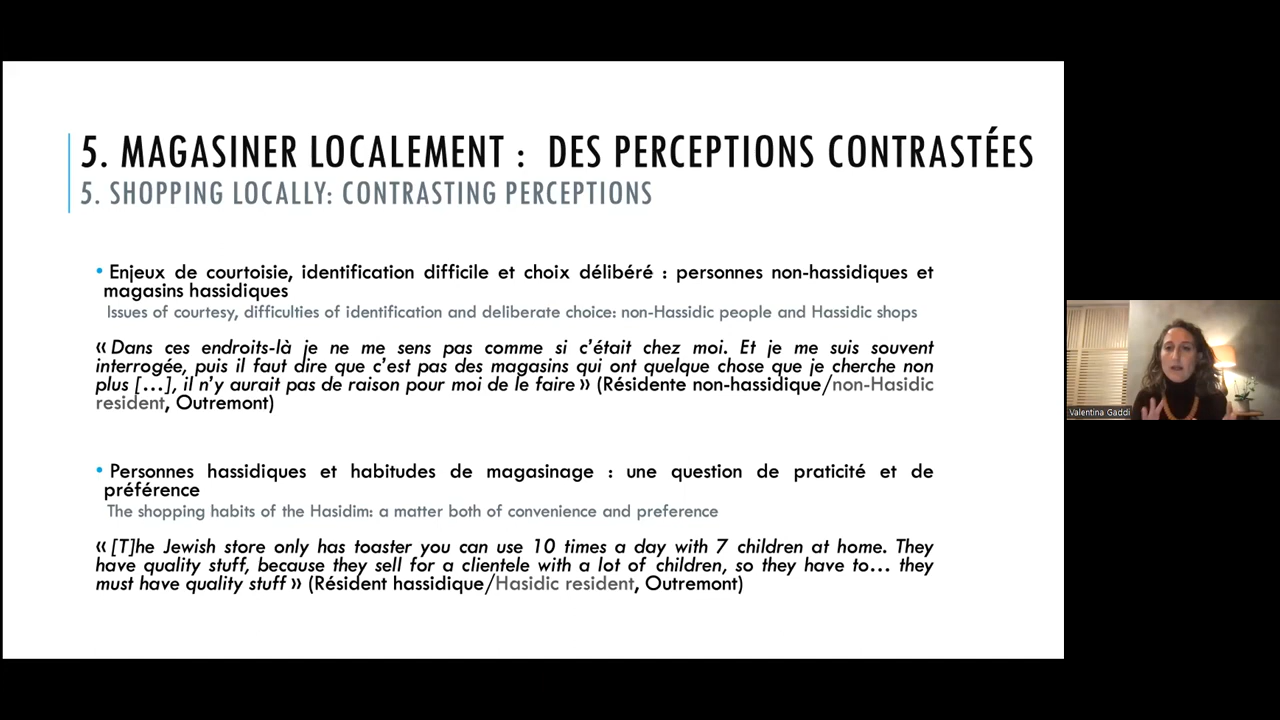 5. MAGASINER LOCALEMENT : DES PERCEPTIONS CONTRASTÉES
5. SHOPPING LOCALLY: CONTRASTING PERCEPTIONS
• Enjeux de courtoisie, identification difficile et choix délibéré : personnes non-hassidiques et
magasins hassidiques
Issues of courtesy, difficulties of identification and deliberate choice: non-Hassidic people and Hassidic shops
« Dans ces endroits-là je ne me sens pas comme si c’était chez moi. Et je me suis souvent
interrogée, puis il faut dire que c’est pas des magasins qui ont quelque chose que je cherche non
plus […], il n’y aurait pas de raison pour moi de le faire » (Résidente non-hassidique/non-Hasidic
resident, Outremont)
• Personnes hassidiques et habitudes de magasinage : une question de praticité et de
préférence
The shopping habits of the Hasidim: a matter both of convenience and preference
« [T]he Jewish store only has toaster you can use 10 times a day with 7 children at home. They
have quality stuff, because they sell for a clientele with a lot of children, so they have to… they
must have quality stuff » (Résident hassidique/Hasidic resident, Outremont)
Valentina Gaddi